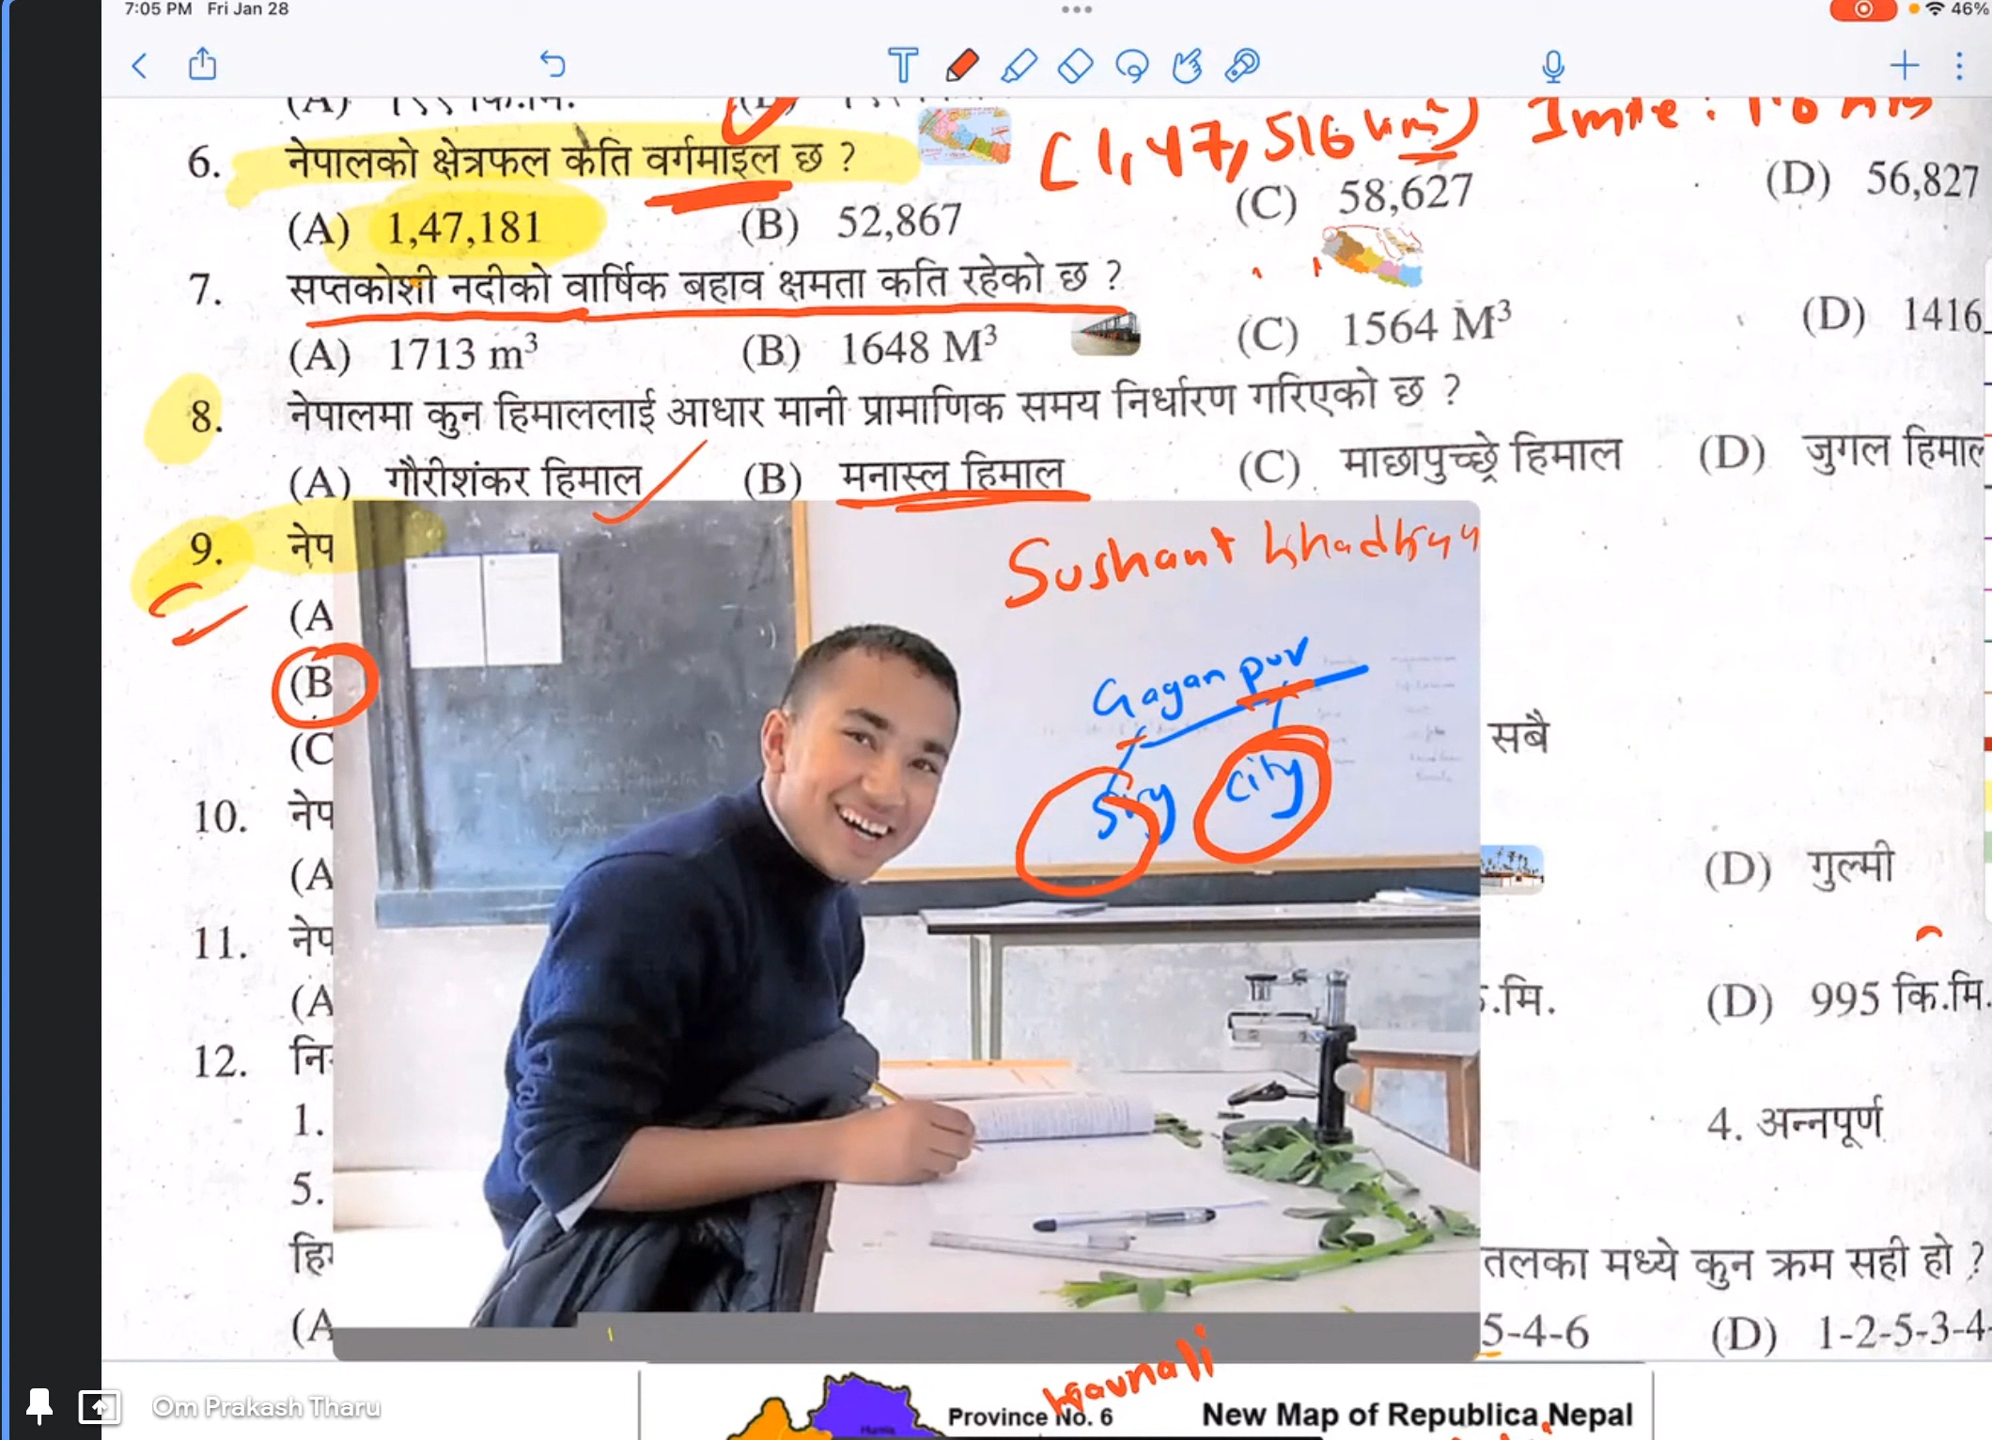 7:05 PM Fri Jan 28
46%
6. नेपालको क्षेत्रफल कति वर्गमाइल छ ?
(1,47,516 km²)
(A) 1,47,181 (B) 52,867 (C) 58,627 (D) 56,827
7. सप्तकोशी नदीको वार्षिक बहाव क्षमता कति रहेको छ ?
(A) 1713 m³ (B) 1648 M³ (C) 1564 M³ (D) 1416
8. नेपालमा कुन हिमाललाई आधार मानी प्रामाणिक समय निर्धारण गरिएको छ ?
(A) गौरीशंकर हिमाल (B) मनास्लु हिमाल (C) माछापुच्छ्रे हिमाल (D) जुगल हिमाल
9. नेप
Sushant
(A
Gagan pur
(B
(C सबै
city
10. नेप
(A (D) गुल्मी
11. नेप
(A .मि. (D) 995 कि.मि.
12. नि
1. 4. अन्नपूर्ण
5.
हि तलका मध्ये कुन क्रम सही हो ?
(A 5-4-6 (D) 1-2-5-3-4-
Karnali
Om Prakash Tharu
Province No. 6 New Map of Republica Nepal
Humla